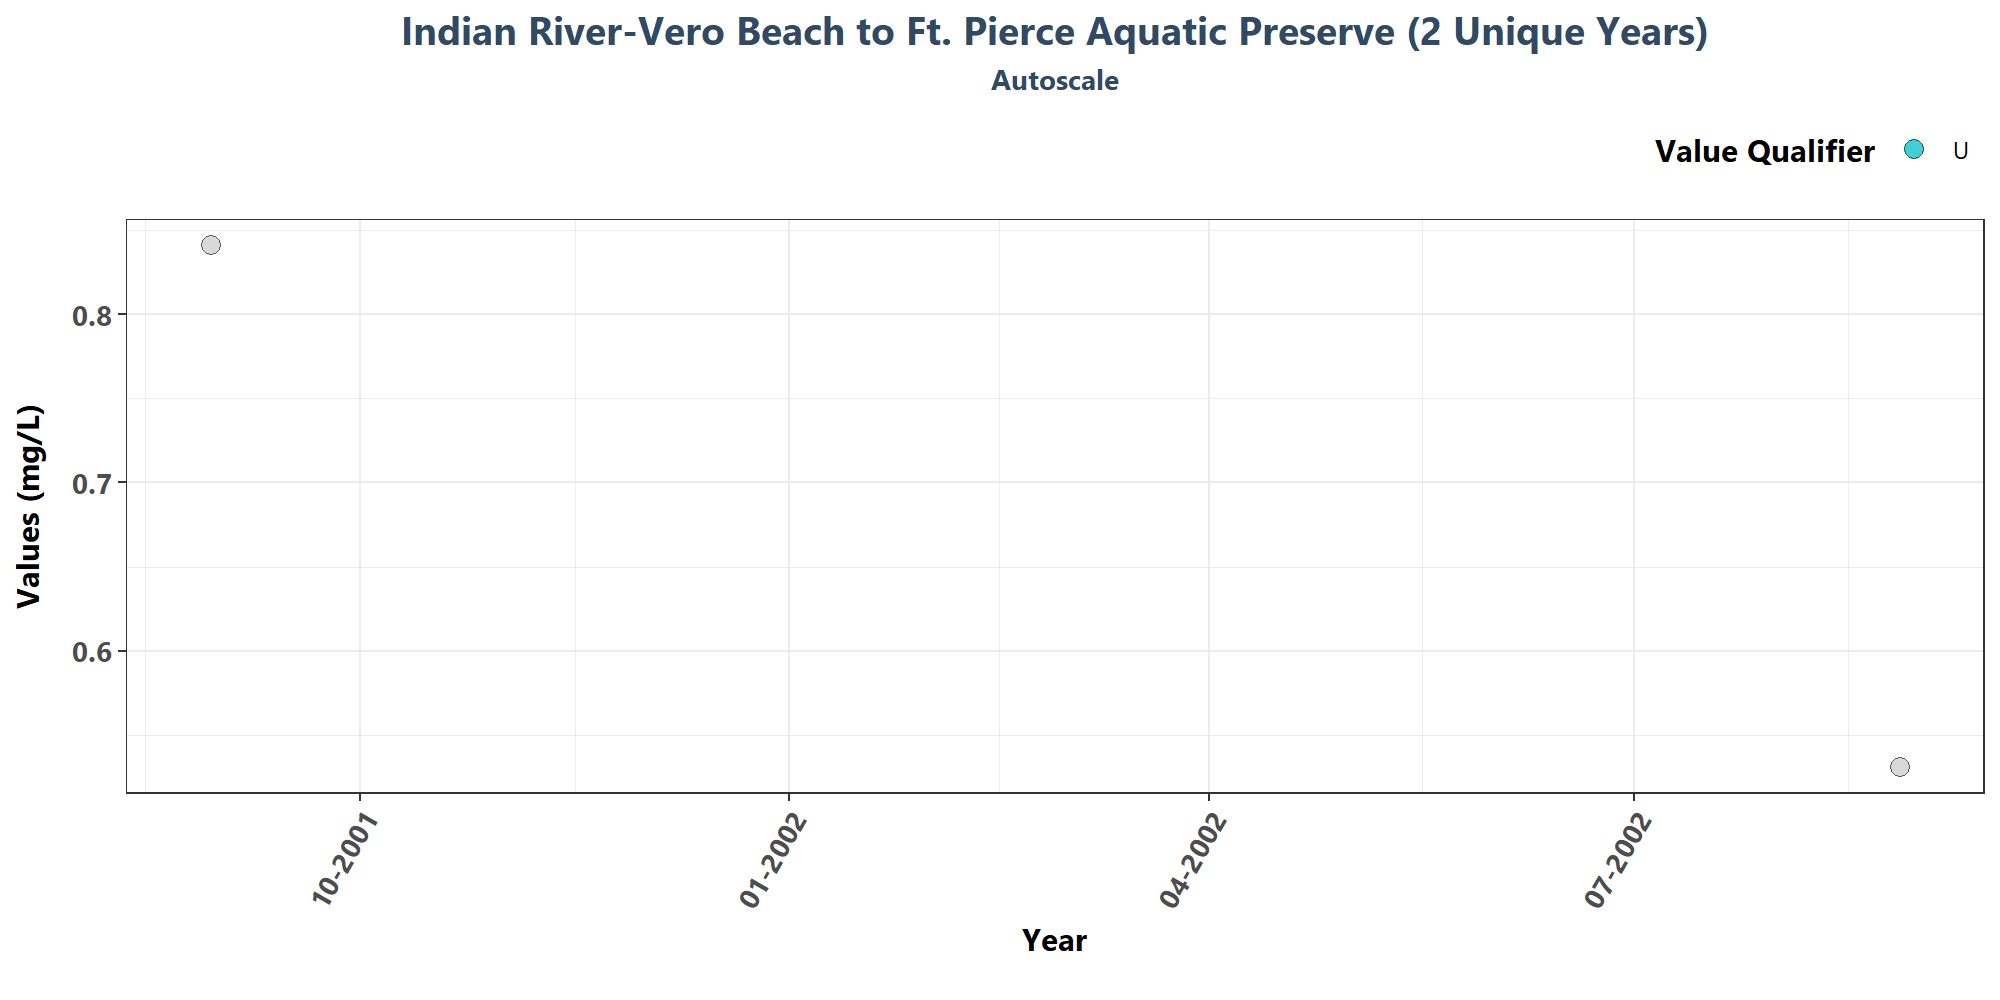 Indian River-Vero Beach to Ft. Pierce Aquatic Preserve (2 Unique Years)
Autoscale
Value Qualifier U
0.8
0.7
0.6
Values (mg/L)
10-2001
01-2002
04-2002
07-2002
Year